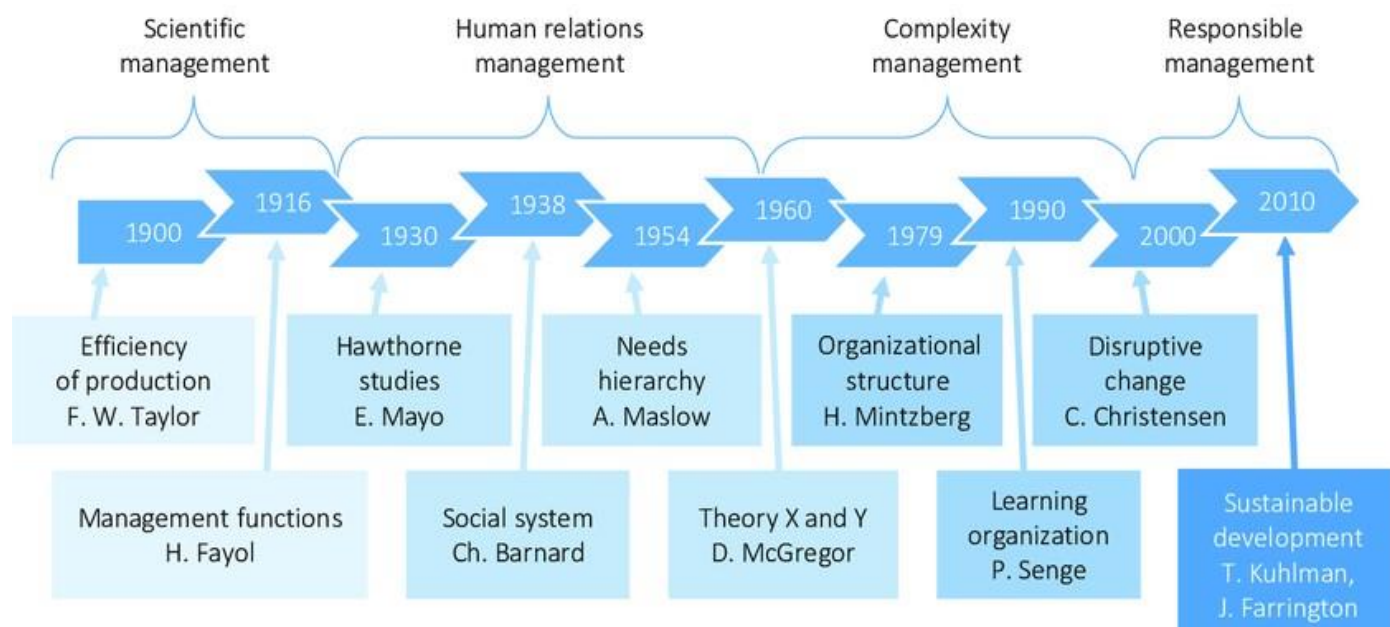 Scientific
management
Human relations
management
Complexity
management
Responsible
management
1900
1916
1930
1938
1954
1960
1979
1990
2000
2010
Efficiency
of production
F. W. Taylor
Hawthorne
studies
E. Mayo
Needs
hierarchy
A. Maslow
Organizational
structure
H. Mintzberg
Disruptive
change
C. Christensen
Management functions
H. Fayol
Social system
Ch. Barnard
Theory X and Y
D. McGregor
Learning
organization
P. Senge
Sustainable
development
T. Kuhlman,
J. Farrington